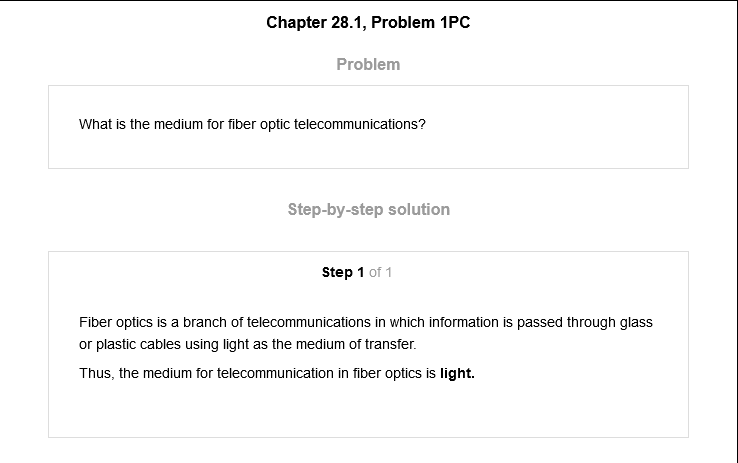 Chapter 28.1, Problem 1PC
Problem
What is the medium for fiber optic telecommunications?
Step-by-step solution
Step 1 of 1
Fiber optics is a branch of telecommunications in which information is passed through glass
or plastic cables using light as the medium of transfer.
Thus, the medium for telecommunication in fiber optics is light.